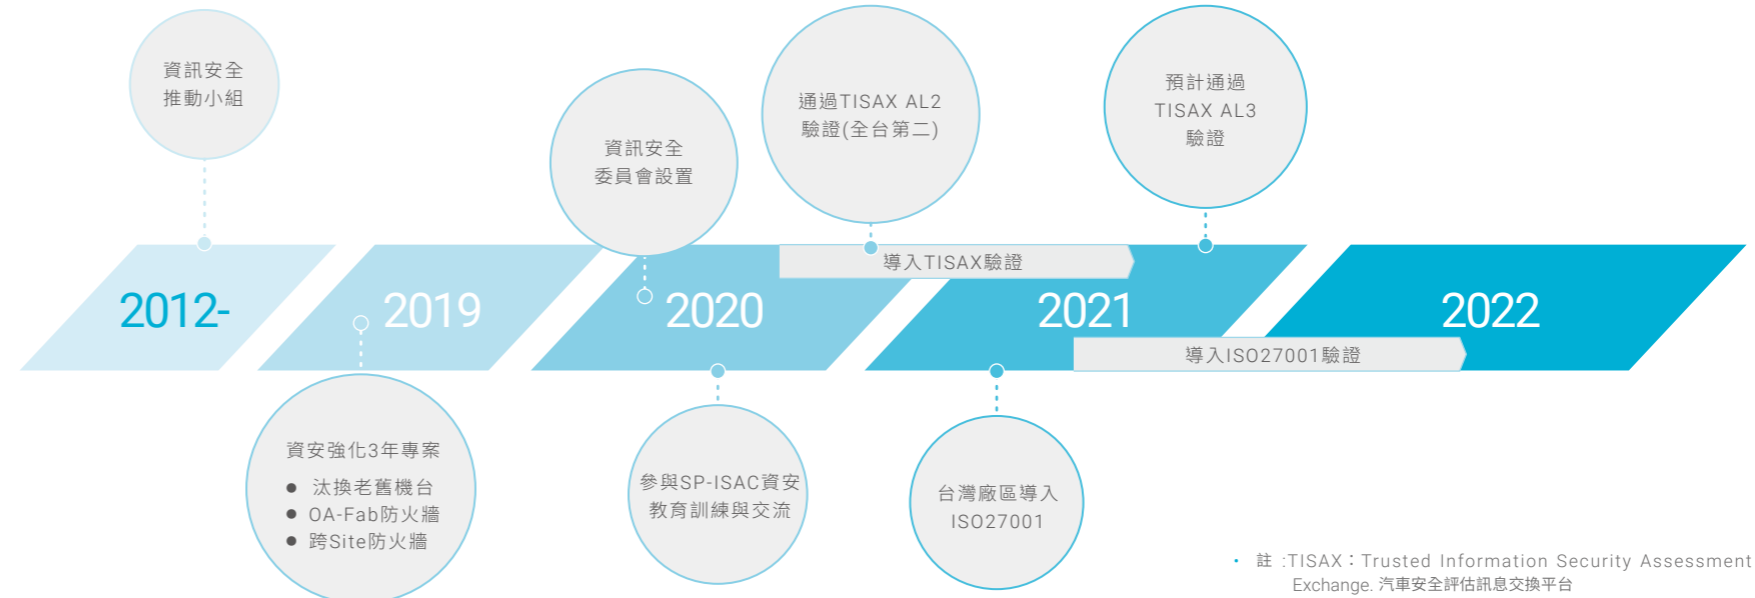 資訊安全
推動小組
資訊安全
委員會設置
通過TISAX AL2
驗證(全台第二)
預計通過
TISAX AL3
驗證
導入TISAX驗證
2012-
2019
2020
2021
2022
導入ISO27001驗證
資安強化3年專案
● 汰換老舊機台
● OA-Fab防火牆
● 跨Site防火牆
參與SP-ISAC資安
教育訓練與交流
台灣廠區導入
ISO27001
• 註 :TISAX：Trusted Information Security Assessment
Exchange. 汽車安全評估訊息交換平台